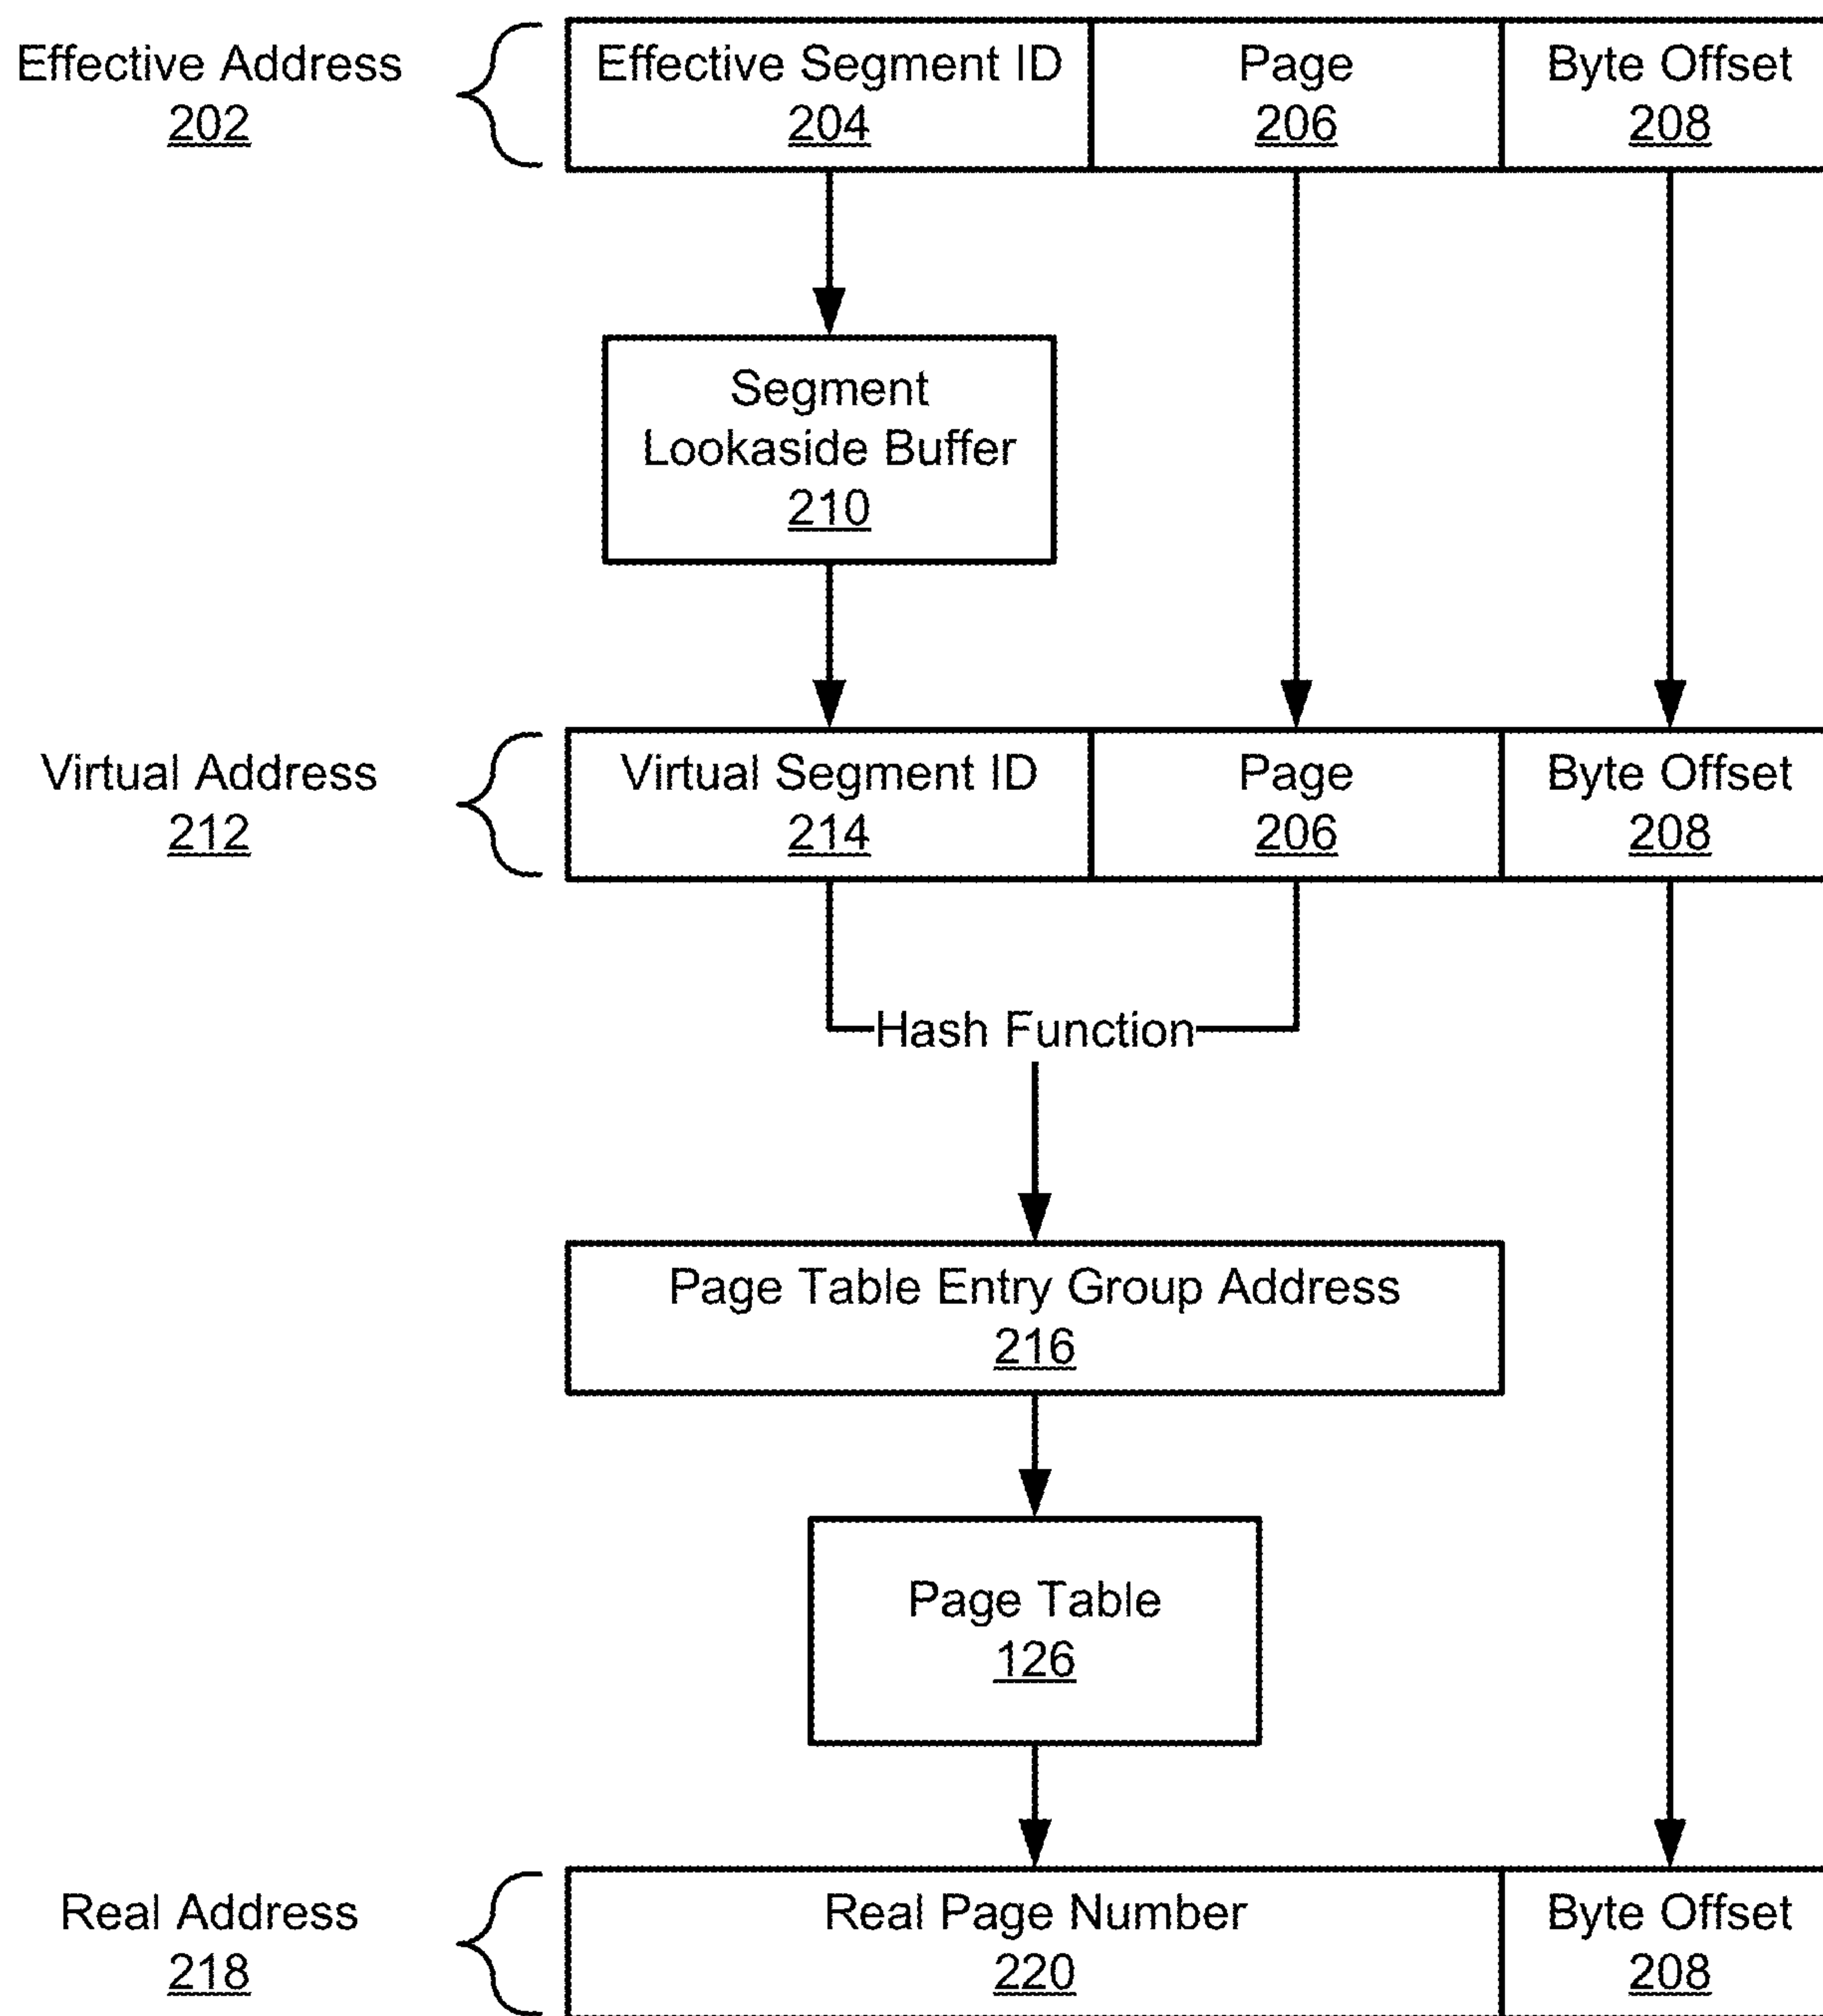 Effective Address
202
Effective Segment ID
204
Page
206
Byte Offset
208
Segment
Lookaside Buffer
210
Virtual Address
212
Virtual Segment ID
214
Page
206
Byte Offset
208
Hash Function
Page Table Entry Group Address
216
Page Table
126
Real Address
218
Real Page Number
220
Byte Offset
208